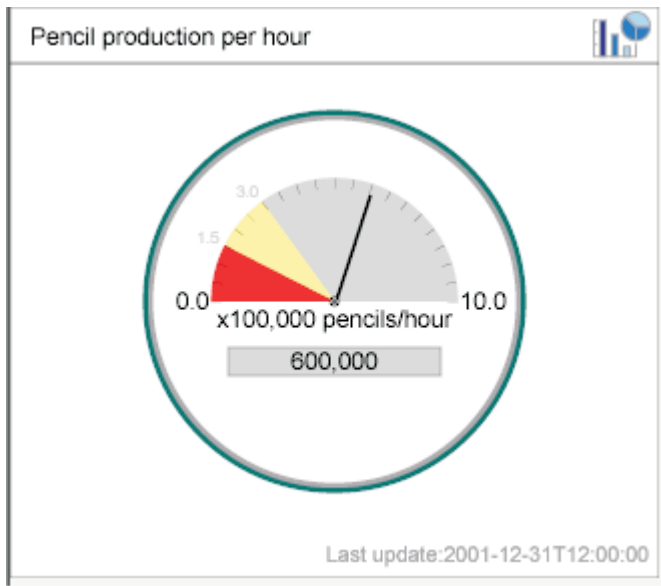 Pencil production per hour
3.0
1.5
0.0
10.0
x100,000 pencils/hour
600,000
Last update:2001-12-31T12:00:00